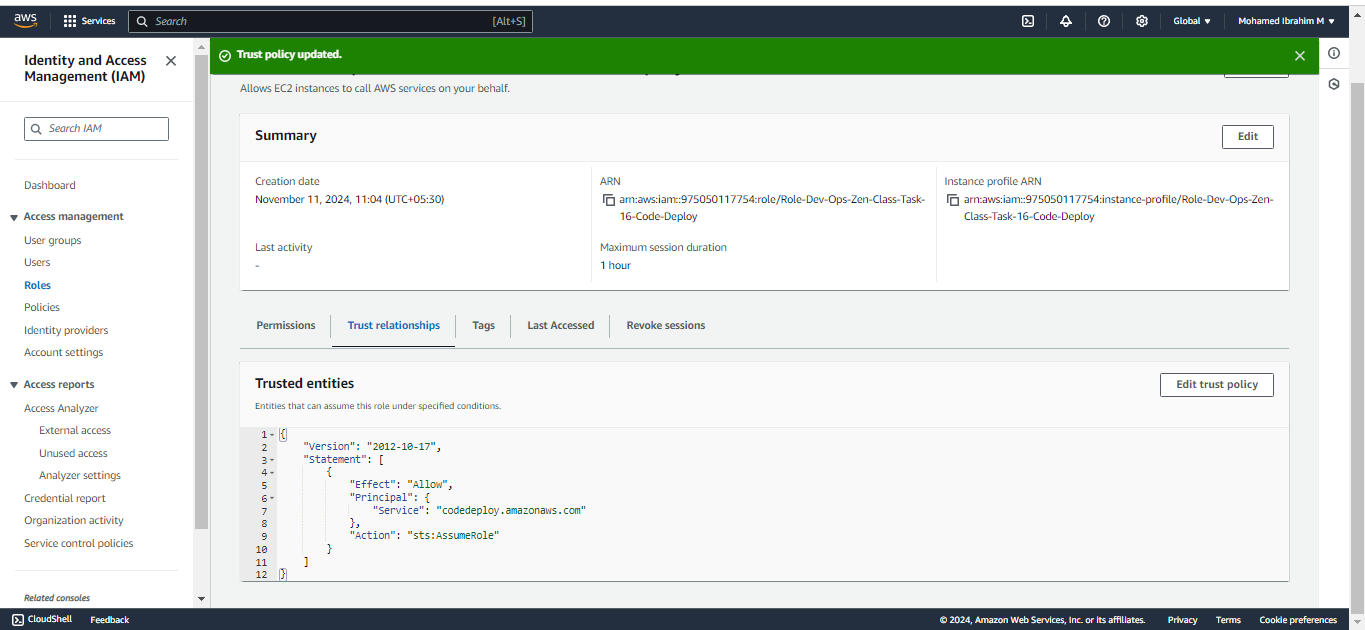 aws
Services
Search
[Alt+S]
Global ▼
Mohamed Ibrahim M ▼
Identity and Access
Management (IAM)
Search IAM
Dashboard
Access management
User groups
Users
Roles
Policies
Identity providers
Account settings
Access reports
Access Analyzer
External access
Unused access
Analyzer settings
Credential report
Organization activity
Service control policies
Related consoles
Trust policy updated.
Allows EC2 instances to call AWS services on your behalf.
Summary
Edit
Creation date
November 11, 2024, 11:04 (UTC+05:30)
Last activity
-
ARN
arn:aws:iam::975050117754:role/Role-Dev-Ops-Zen-Class-Task-
16-Code-Deploy
Maximum session duration
1 hour
Instance profile ARN
arn:aws:iam::975050117754:instance-profile/Role-Dev-Ops-Zen-
Class-Task-16-Code-Deploy
Permissions
Trust relationships
Tags
Last Accessed
Revoke sessions
Trusted entities
Edit trust policy
Entities that can assume this role under specified conditions.
1 {
2 "Version": "2012-10-17",
3 "Statement": [
4 {
5 "Effect": "Allow",
6 "Principal": {
7 "Service": "codedeploy.amazonaws.com"
8 },
9 "Action": "sts:AssumeRole"
10 }
11 ]
12 }
CloudShell
Feedback
© 2024, Amazon Web Services, Inc. or its affiliates.
Privacy
Terms
Cookie preferences